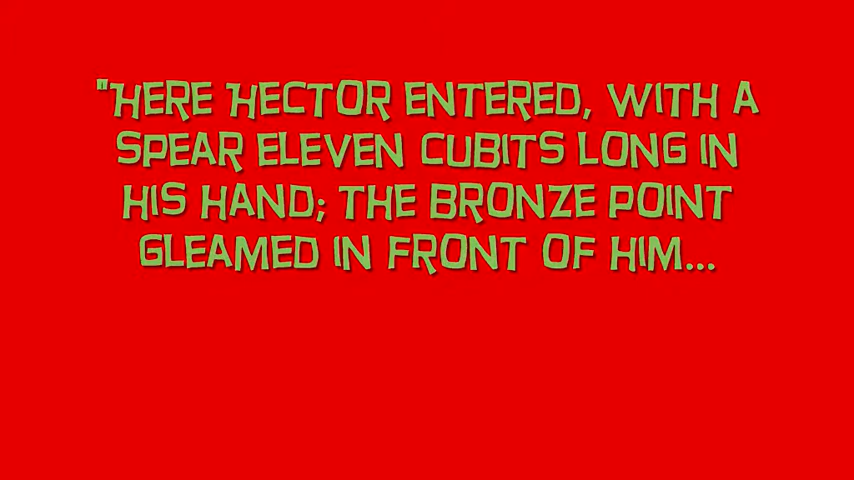 "HERE HECTOR ENTERED, WITH A
SPEAR ELEVEN CUBITS LONG IN
HIS HAND; THE BRONZE POINT
GLEAMED IN FRONT OF HIM...